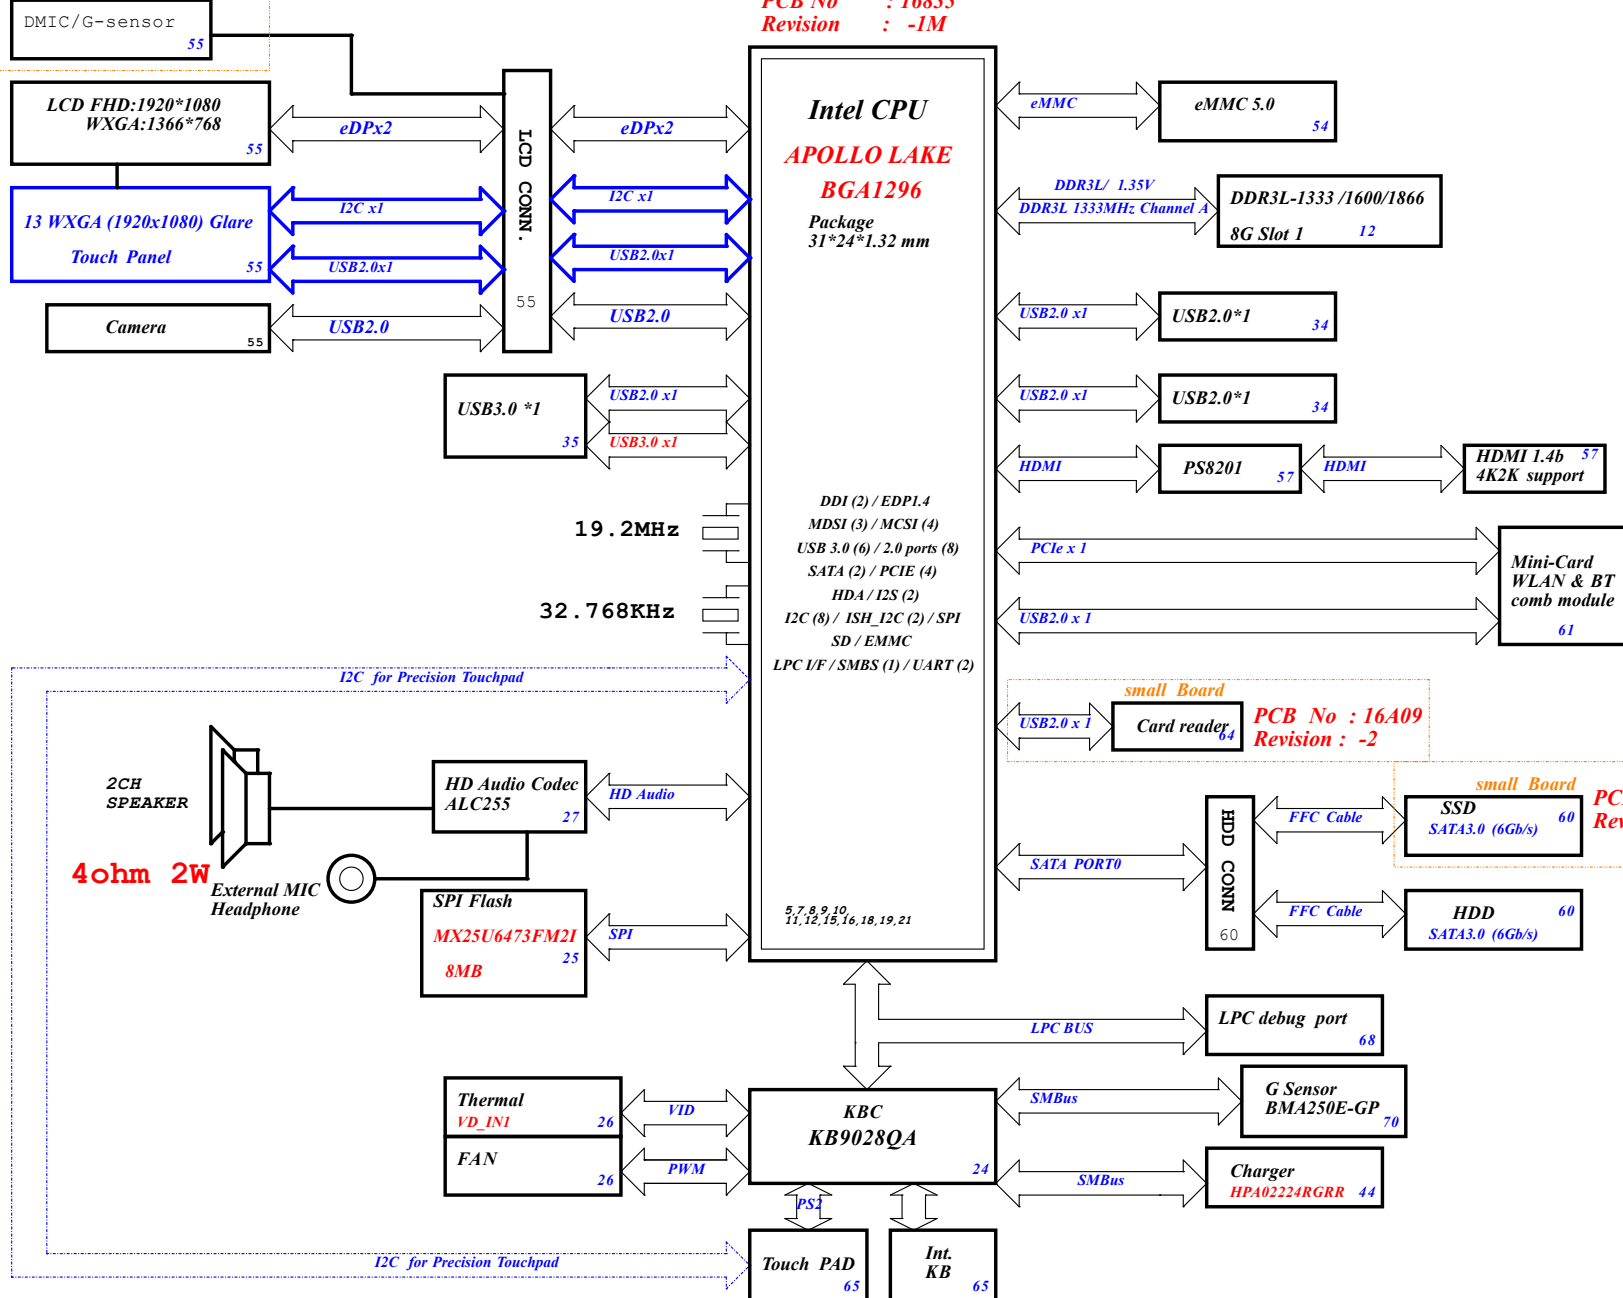 PCB No : 16835
Revision : -1M
DMIC/G-sensor
55
LCD FHD:1920*1080
WXGA:1366*768
55
eDPx2
eDPx2
13 WXGA (1920x1080) Glare
Touch Panel
55
I2C x1
I2C x1
USB2.0x1
USB2.0x1
Camera
55
USB2.0
USB2.0
LCD CONN.
55
USB3.0 *1
35
USB2.0 x1
USB3.0 x1
19.2MHz
32.768KHz
Intel CPU
APOLLO LAKE
BGA1296
Package
31*24*1.32 mm
DDI (2) / EDP1.4
MDSI (3) / MCSI (4)
USB 3.0 (6) / 2.0 ports (8)
SATA (2) / PCIE (4)
HDA / I2S (2)
I2C (8) / ISH_I2C (2) / SPI
SD / EMMC
LPC I/F / SMBS (1) / UART (2)
5,7,8,9,10,
11,12,15,16,18,19,21
eMMC
eMMC 5.0
54
DDR3L/ 1.35V
DDR3L 1333MHz Channel A
DDR3L-1333 /1600/1866
8G Slot 1 12
USB2.0 x1
USB2.0*1
34
USB2.0 x1
USB2.0*1
34
HDMI
PS8201
57
HDMI
HDMI 1.4b 57
4K2K support
PCIe x 1
USB2.0 x 1
Mini-Card
WLAN & BT
comb module
61
small Board
USB2.0 x 1
Card reader
64
PCB No : 16A09
Revision : -2
small Board
SATA PORT0
HDD CONN
60
FFC Cable
SSD 60
SATA3.0 (6Gb/s)
FFC Cable
HDD 60
SATA3.0 (6Gb/s)
I2C for Precision Touchpad
2CH
SPEAKER
4ohm 2W
External MIC
Headphone
HD Audio Codec
ALC255
27
HD Audio
SPI Flash
MX25U6473FM2I
25
8MB
SPI
LPC BUS
LPC debug port
68
Thermal
VD_IN1 26
VID
FAN
26
PWM
KBC
KB9028QA
24
SMBus
G Sensor
BMA250E-GP
70
SMBus
Charger
HPA02224RGRR 44
PS2
I2C for Precision Touchpad
Touch PAD
65
Int.
KB
65